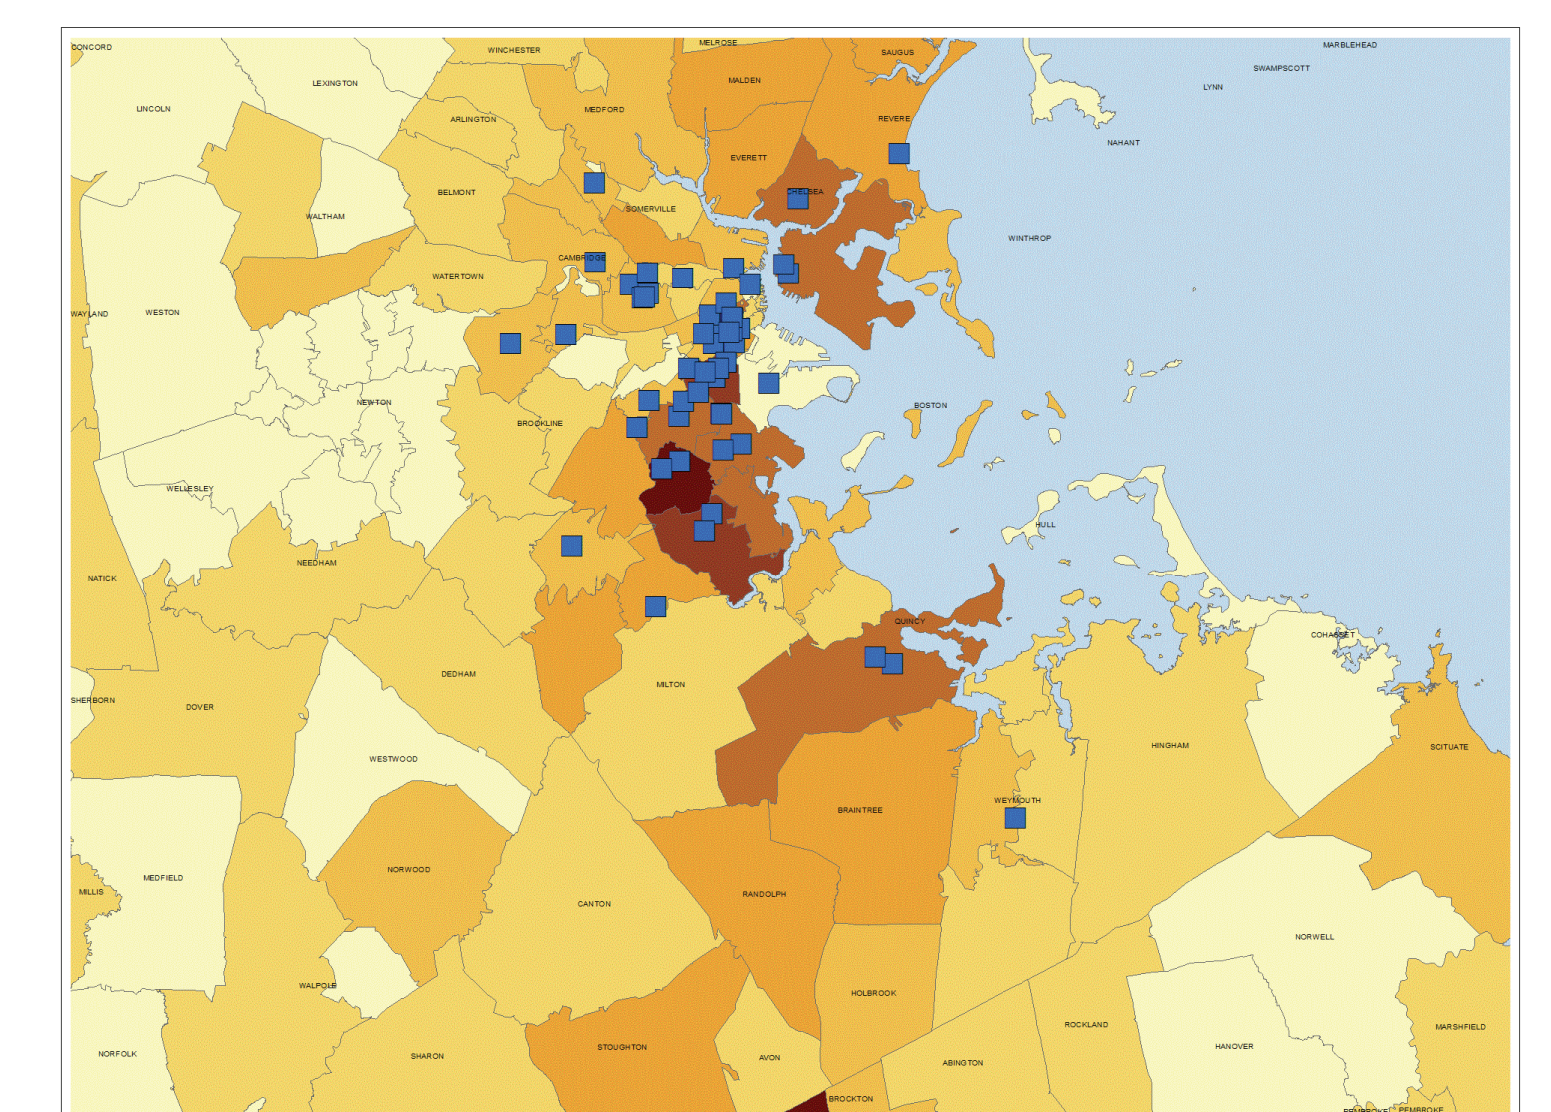 CONCORD
WINCHESTER
MELROSE
SAUGUS
MARBLEHEAD
SWAMPSCOTT
LEXINGTON
MALDEN
LYNN
LINCOLN
MEDFORD
ARLINGTON
REVERE
NAHANT
EVERETT
BELMONT
CHELSEA
SOMERVILLE
WALTHAM
WINTHROP
CAMBRIDGE
WATERTOWN
WAYLAND
WESTON
NEWTON
BOSTON
BROOKLINE
WELLESLEY
HULL
NEEDHAM
NATICK
QUINCY
COHASSET
DEDHAM
MILTON
SHERBORN
DOVER
HINGHAM
SCITUATE
WESTWOOD
WEYMOUTH
BRAINTREE
NORWOOD
MEDFIELD
MILLIS
RANDOLPH
CANTON
NORWELL
WALPOLE
HOLBROOK
ROCKLAND
MARSHFIELD
STOUGHTON
HANOVER
NORFOLK
SHARON
AVON
ABINGTON
BROCKTON
PEMBROKE
PEMBROKE